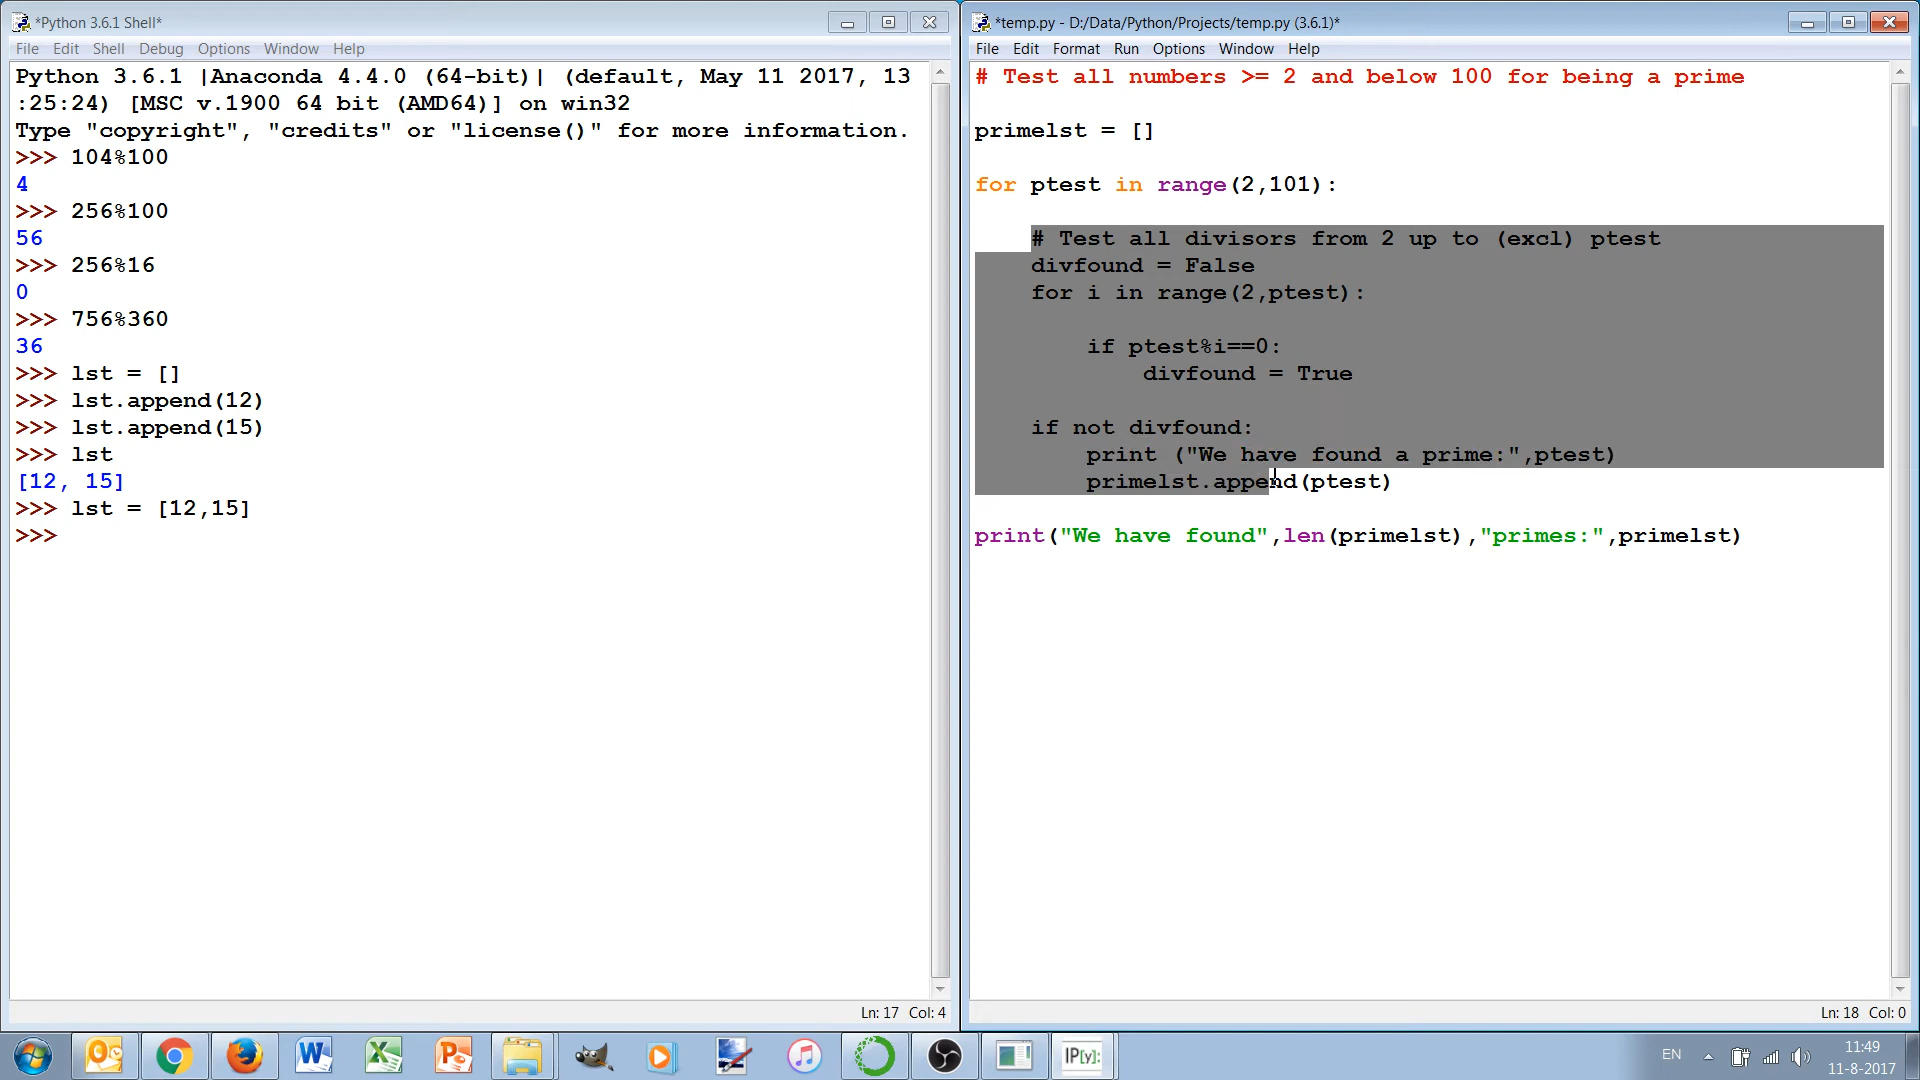 *Python 3.6.1 Shell*
File Edit Shell Debug Options Window Help
Python 3.6.1 |Anaconda 4.4.0 (64-bit)| (default, May 11 2017, 13
:25:24) [MSC v.1900 64 bit (AMD64)] on win32
Type "copyright", "credits" or "license()" for more information.
>>> 104%100
4
>>> 256%100
56
>>> 256%16
0
>>> 756%360
36
>>> lst = []
>>> lst.append(12)
>>> lst.append(15)
>>> lst
[12, 15]
>>> lst = [12,15]
>>>
Ln: 17 Col: 4
*temp.py - D:/Data/Python/Projects/temp.py (3.6.1)*
File Edit Format Run Options Window Help
# Test all numbers >= 2 and below 100 for being a prime
primelst = []
for ptest in range(2,101):
# Test all divisors from 2 up to (excl) ptest
divfound = False
for i in range(2,ptest):
if ptest%i==0:
divfound = True
if not divfound:
print ("We have found a prime:",ptest)
primelst.append(ptest)
print("We have found",len(primelst),"primes:",primelst)
Ln: 18 Col: 0
IP[y]:
EN
11:49
11-8-2017